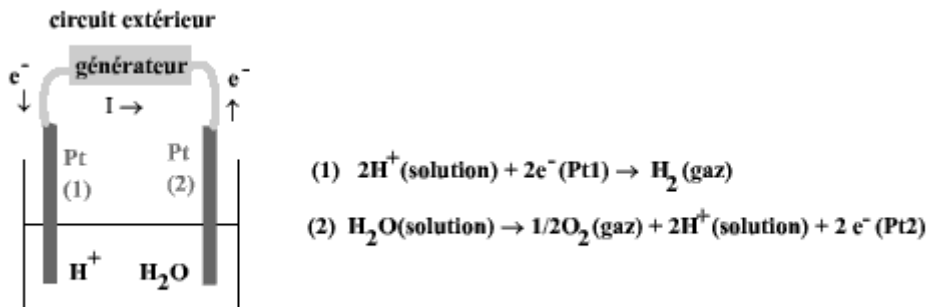 circuit extérieur
générateur
e⁻ e⁻
↓ I → ↑
Pt Pt
(1) (2)
H⁺ H₂O
(1) 2H⁺(solution) + 2e⁻(Pt1) → H₂(gaz)
(2) H₂O(solution) → 1/2O₂(gaz) + 2H⁺(solution) + 2 e⁻(Pt2)